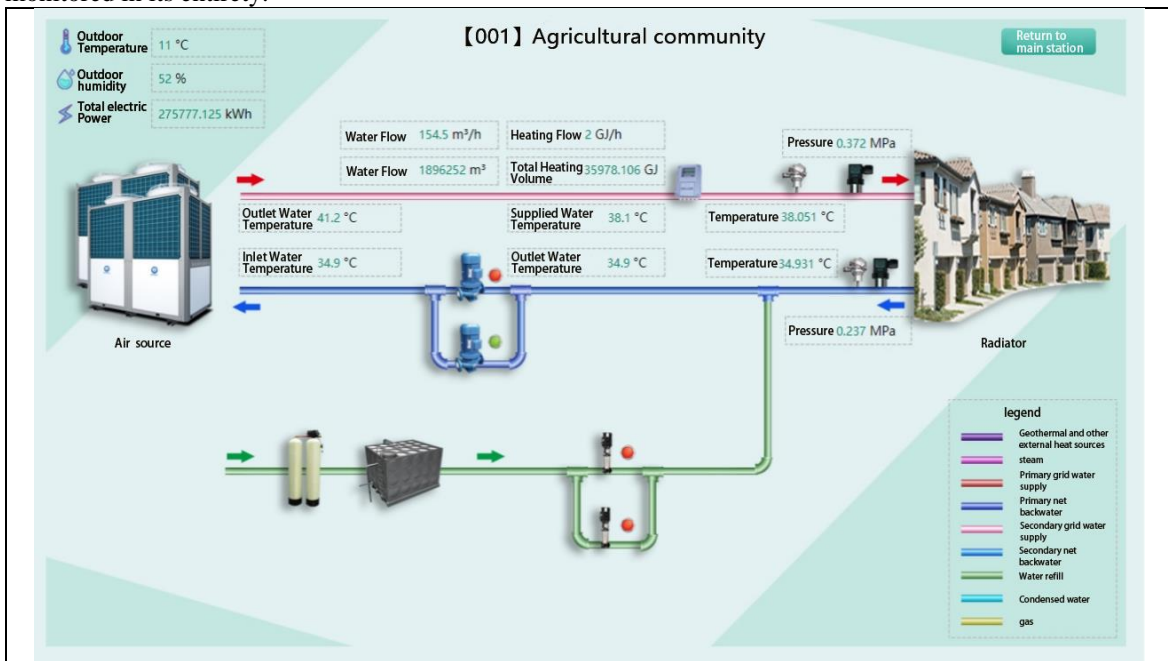 monitored in its entirety.
Outdoor
Temperature
11 °C
【001】Agricultural community
Return to
main station
Outdoor
humidity
52 %
Total electric
Power
275777.125 kWh
Water Flow 154.5 m³/h
Heating Flow 2 GJ/h
Pressure 0.372 MPa
Water Flow 1896252 m³
Total Heating
Volume
35978.106 GJ
Outlet Water
Temperature
41.2 °C
Supplied Water
Temperature
38.1 °C
Temperature 38.051 °C
Inlet Water
Temperature
34.9 °C
Outlet Water
Temperature
34.9 °C
Temperature 34.931 °C
Pressure 0.237 MPa
Air source
Radiator
legend
Geothermal and other
external heat sources
steam
Primary grid water
supply
Primary net
backwater
Secondary grid water
supply
Secondary net
backwater
Water refill
Condensed water
gas